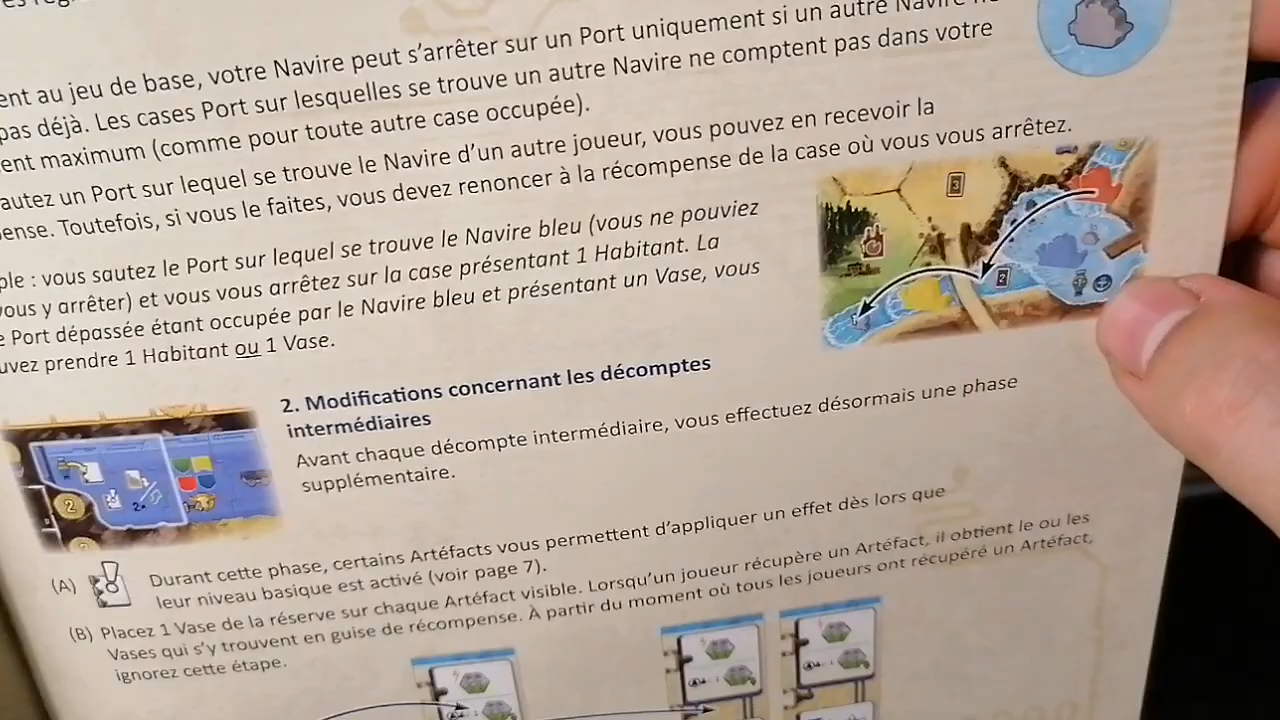 ent au jeu de base, votre Navire peut s'arrêter sur un Port uniquement si un autre Navire
pas déjà. Les cases Port sur lesquelles se trouve un autre Navire ne comptent pas dans votre
ent maximum (comme pour toute autre case occupée).
autez un Port sur lequel se trouve le Navire d'un autre joueur, vous pouvez en recevoir la
ense. Toutefois, si vous le faites, vous devez renoncer à la récompense de la case où vous vous arrêtez.
ple : vous sautez le Port sur lequel se trouve le Navire bleu (vous ne pouviez
vous y arrêter) et vous vous arrêtez sur la case présentant 1 Habitant. La
e Port dépassée étant occupée par le Navire bleu et présentant un Vase, vous
uvez prendre 1 Habitant ou 1 Vase.
3
2
2. Modifications concernant les décomptes
intermédiaires
Avant chaque décompte intermédiaire, vous effectuez désormais une phase
supplémentaire.
2
2x
(A) Durant cette phase, certains Artéfacts vous permettent d'appliquer un effet dès lors que
leur niveau basique est activé (voir page 7).
(B) Placez 1 Vase de la réserve sur chaque Artéfact visible. Lorsqu'un joueur récupère un Artéfact, il obtient le ou les
Vases qui s'y trouvent en guise de récompense. À partir du moment où tous les joueurs ont récupéré un Artéfact,
ignorez cette étape.